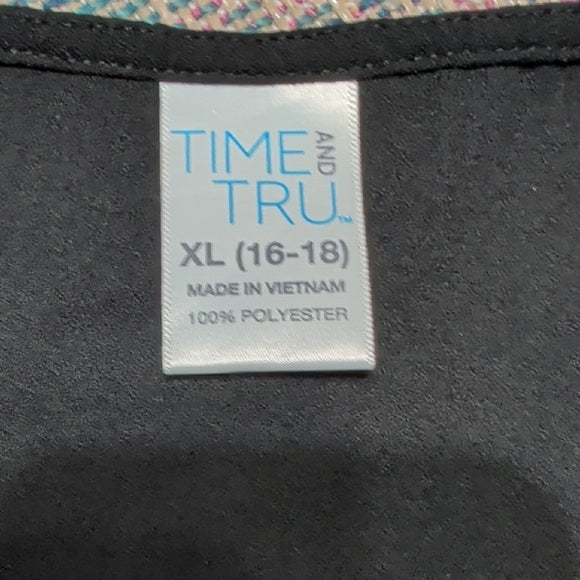 TIME AND
TRU™
XL (16-18)
MADE IN VIETNAM
100% POLYESTER